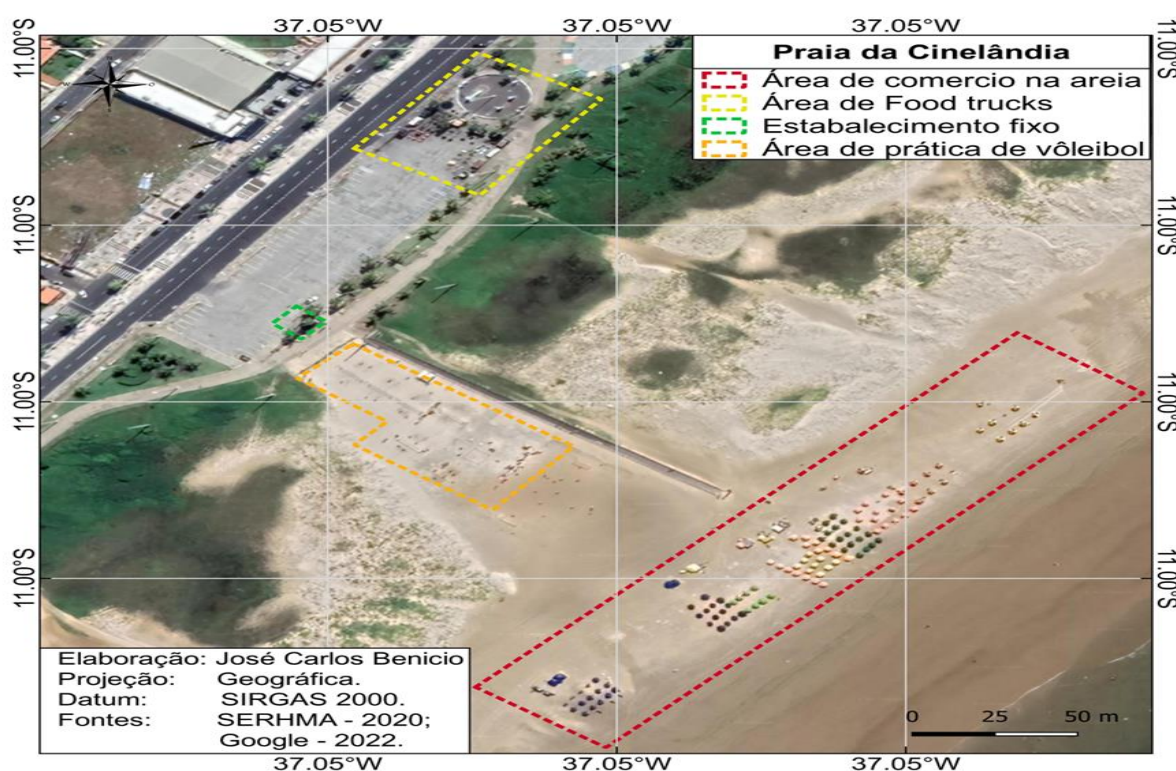 37.05°W 37.05°W 37.05°W
11.00°S 11.00°S
Praia da Cinelândia
Área de comercio na areia
Área de Food trucks
Estabalecimento fixo
Área de prática de vôleibol
11.00°S 11.00°S
11.00°S 11.00°S
11.00°S 11.00°S
Elaboração: José Carlos Benicio
Projeção: Geográfica.
Datum: SIRGAS 2000.
Fontes: SERHMA - 2020;
Google - 2022.
0 25 50 m
37.05°W 37.05°W 37.05°W